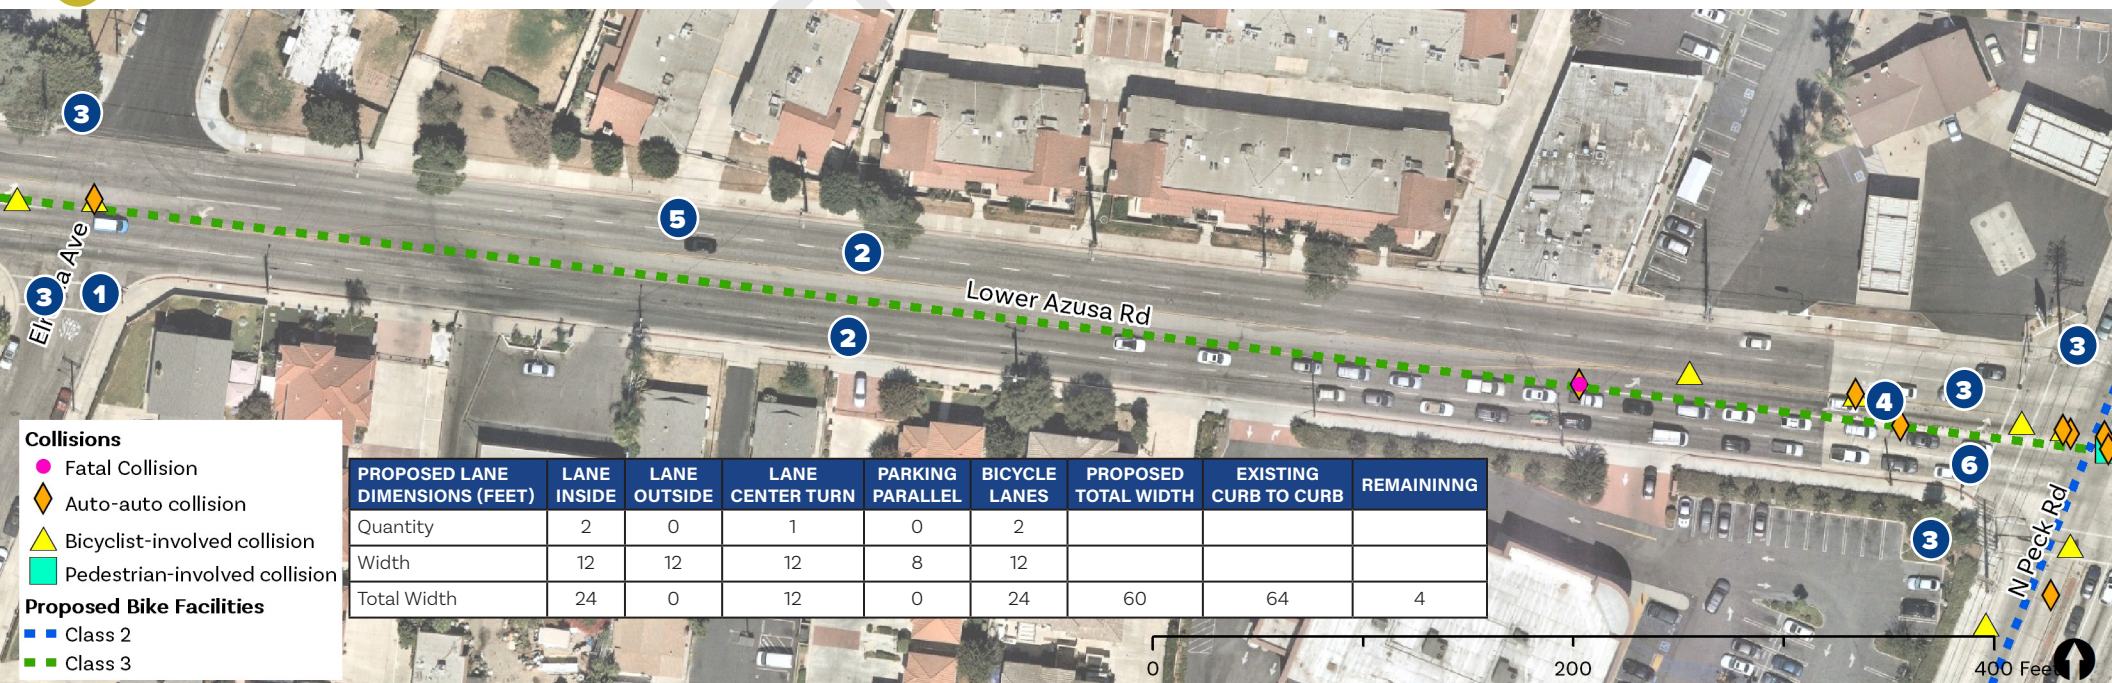 3
5
2
3
1
Lower Azusa Rd
2
3
4
3
6
3
N Peck Rd
Collisions
Fatal Collision
Auto-auto collision
Bicyclist-involved collision
Pedestrian-involved collision
Proposed Bike Facilities
Class 2
Class 3
PROPOSED LANE DIMENSIONS (FEET) LANE INSIDE LANE OUTSIDE LANE CENTER TURN PARKING PARALLEL BICYCLE LANES PROPOSED TOTAL WIDTH EXISTING CURB TO CURB REMAININNG
Quantity 2 0 1 0 2
Width 12 12 12 8 12
Total Width 24 0 12 0 24 60 64 4
0 200 400 Feet